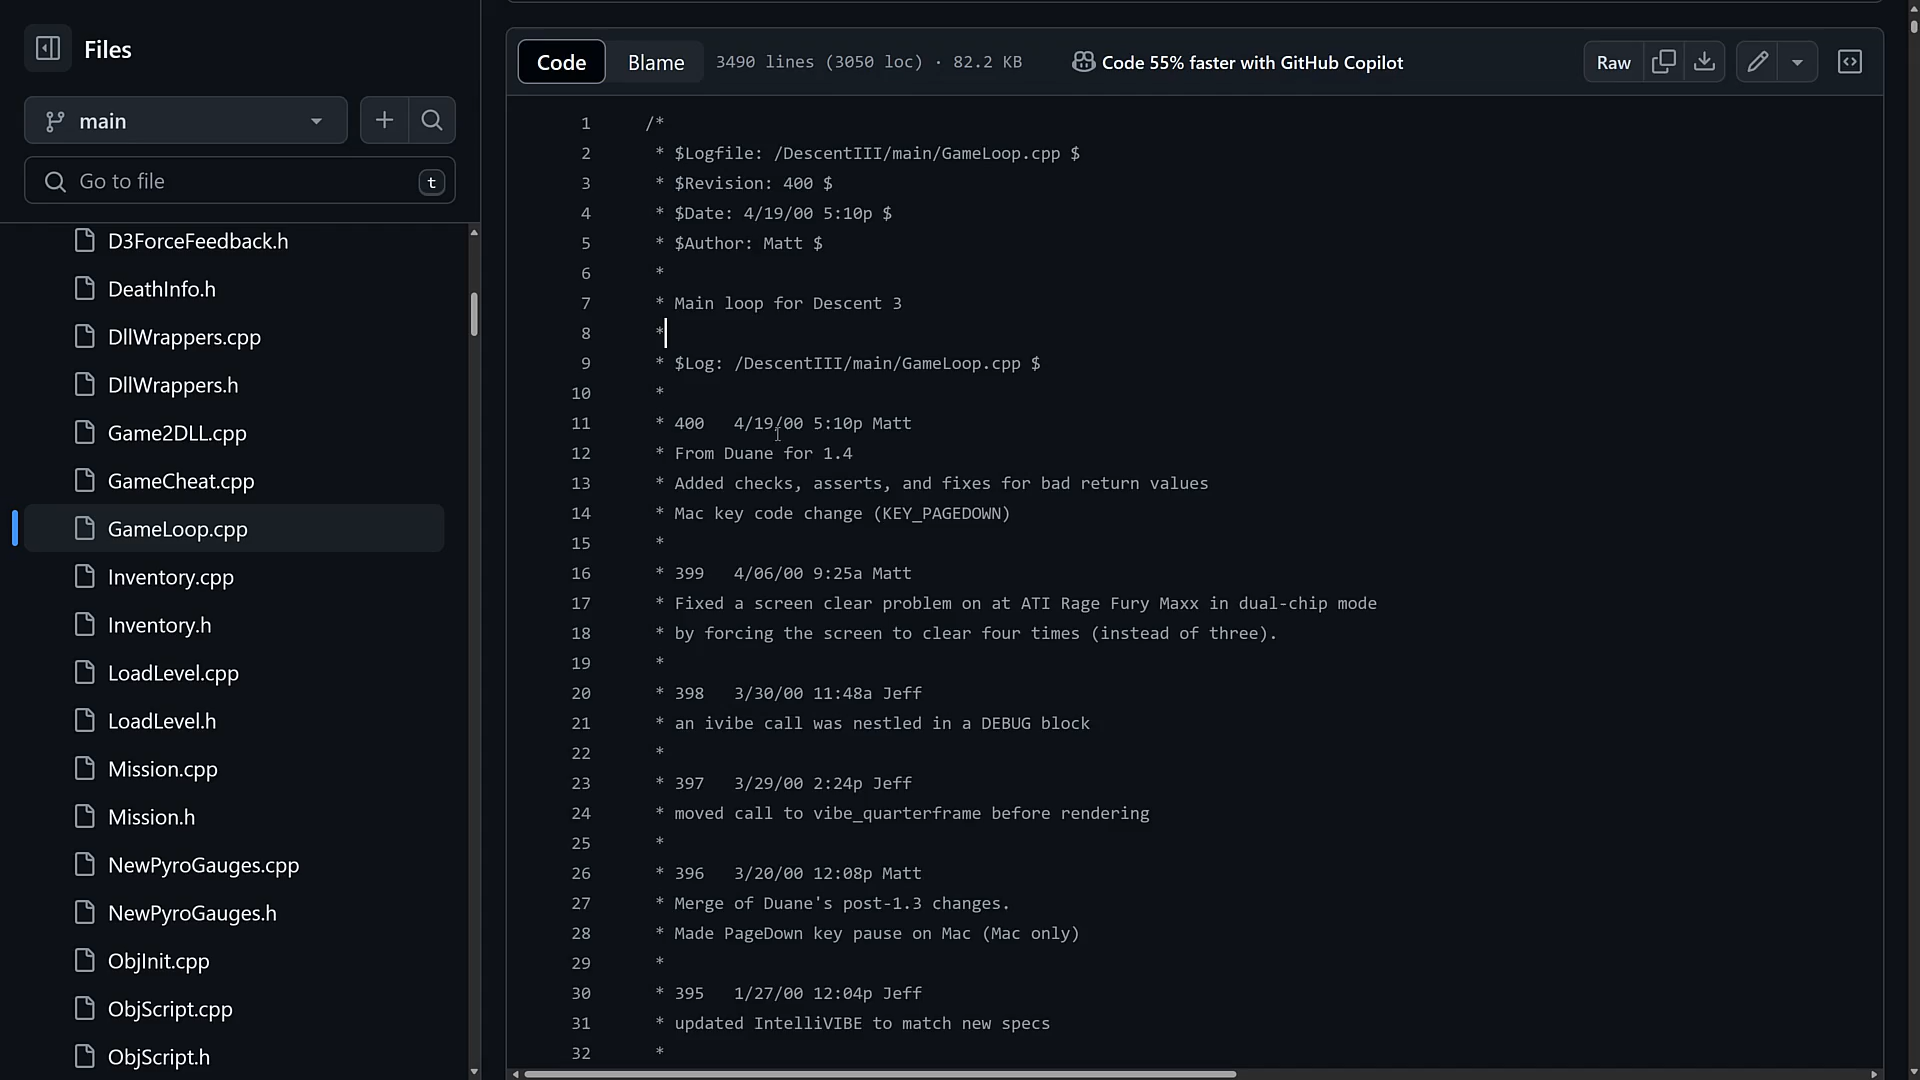 Files
main
Go to file
t
D3ForceFeedback.h
DeathInfo.h
DllWrappers.cpp
DllWrappers.h
Game2DLL.cpp
GameCheat.cpp
GameLoop.cpp
Inventory.cpp
Inventory.h
LoadLevel.cpp
LoadLevel.h
Mission.cpp
Mission.h
NewPyroGauges.cpp
NewPyroGauges.h
ObjInit.cpp
ObjScript.cpp
ObjScript.h
Code Blame 3490 lines (3050 loc) · 82.2 KB Code 55% faster with GitHub Copilot Raw
1 /*
2 * $Logfile: /DescentIII/main/GameLoop.cpp $
3 * $Revision: 400 $
4 * $Date: 4/19/00 5:10p $
5 * $Author: Matt $
6 *
7 * Main loop for Descent 3
8 *
9 * $Log: /DescentIII/main/GameLoop.cpp $
10 *
11 * 400   4/19/00 5:10p Matt
12 * From Duane for 1.4
13 * Added checks, asserts, and fixes for bad return values
14 * Mac key code change (KEY_PAGEDOWN)
15 *
16 * 399   4/06/00 9:25a Matt
17 * Fixed a screen clear problem on at ATI Rage Fury Maxx in dual-chip mode
18 * by forcing the screen to clear four times (instead of three).
19 *
20 * 398   3/30/00 11:48a Jeff
21 * an ivibe call was nestled in a DEBUG block
22 *
23 * 397   3/29/00 2:24p Jeff
24 * moved call to vibe_quarterframe before rendering
25 *
26 * 396   3/20/00 12:08p Matt
27 * Merge of Duane's post-1.3 changes.
28 * Made PageDown key pause on Mac (Mac only)
29 *
30 * 395   1/27/00 12:04p Jeff
31 * updated IntelliVIBE to match new specs
32 *